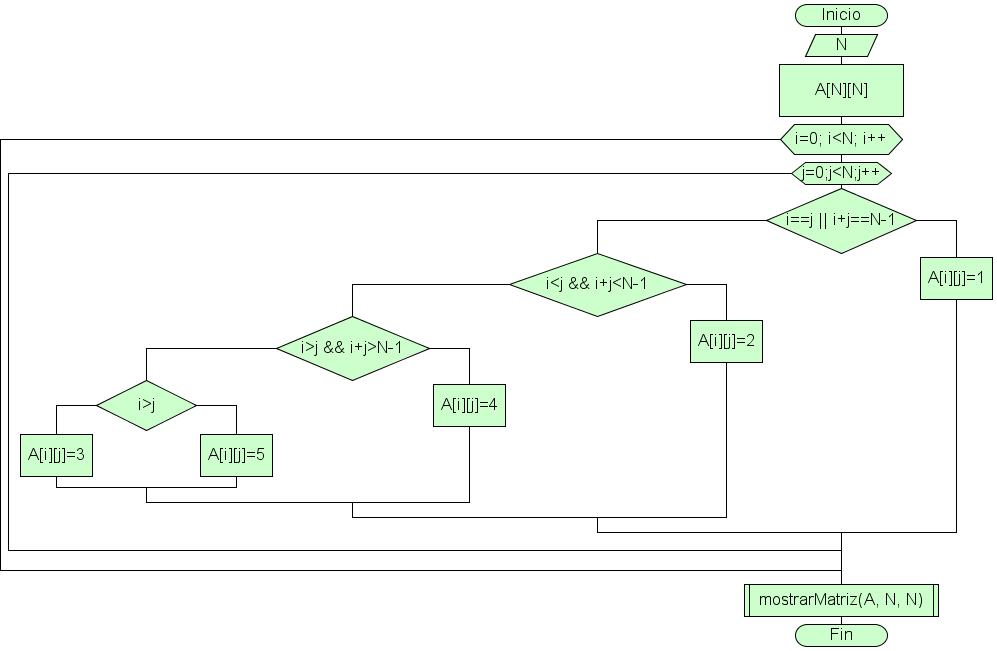 Inicio
N
A[N][N]
i=0; i<N; i++
j=0;j<N;j++
i==j || i+j==N-1
A[i][j]=1
i<j && i+j<N-1
A[i][j]=2
i>j && i+j>N-1
A[i][j]=4
i>j
A[i][j]=3
A[i][j]=5
mostrarMatriz(A, N, N)
Fin